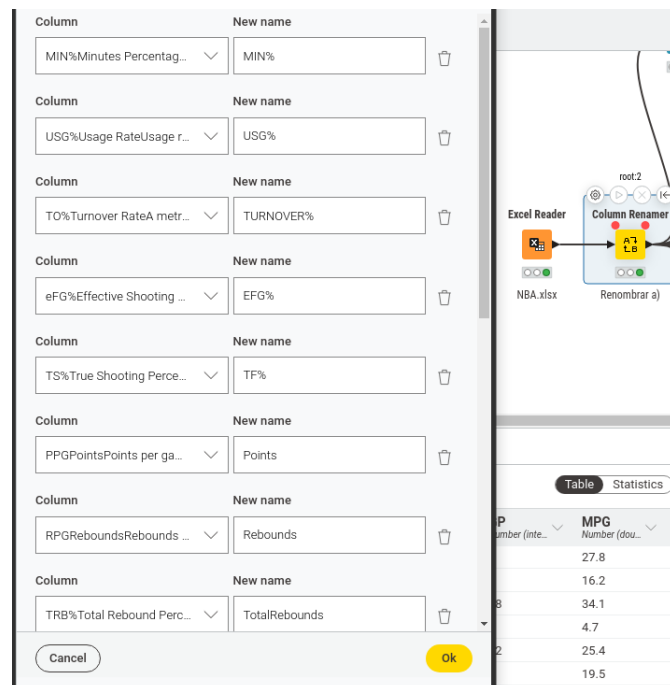 Column New name
MIN%Minutes Percentag... MIN%
Column New name
USG%Usage RateUsage r... USG%
Column New name
TO%Turnover RateA metr... TURNOVER%
Column New name
eFG%Effective Shooting ... EFG%
Column New name
TS%True Shooting Perce... TF%
Column New name
PPGPointsPoints per ga... Points
Column New name
RPGReboundsRebounds ... Rebounds
Column New name
TRB%Total Rebound Perc... TotalRebounds
Cancel Ok
root:2
Excel Reader Column Renamer
NBA.xlsx Renombrar a)
Table Statistics
MPG
Number (dou...
27.8
16.2
34.1
4.7
25.4
19.5